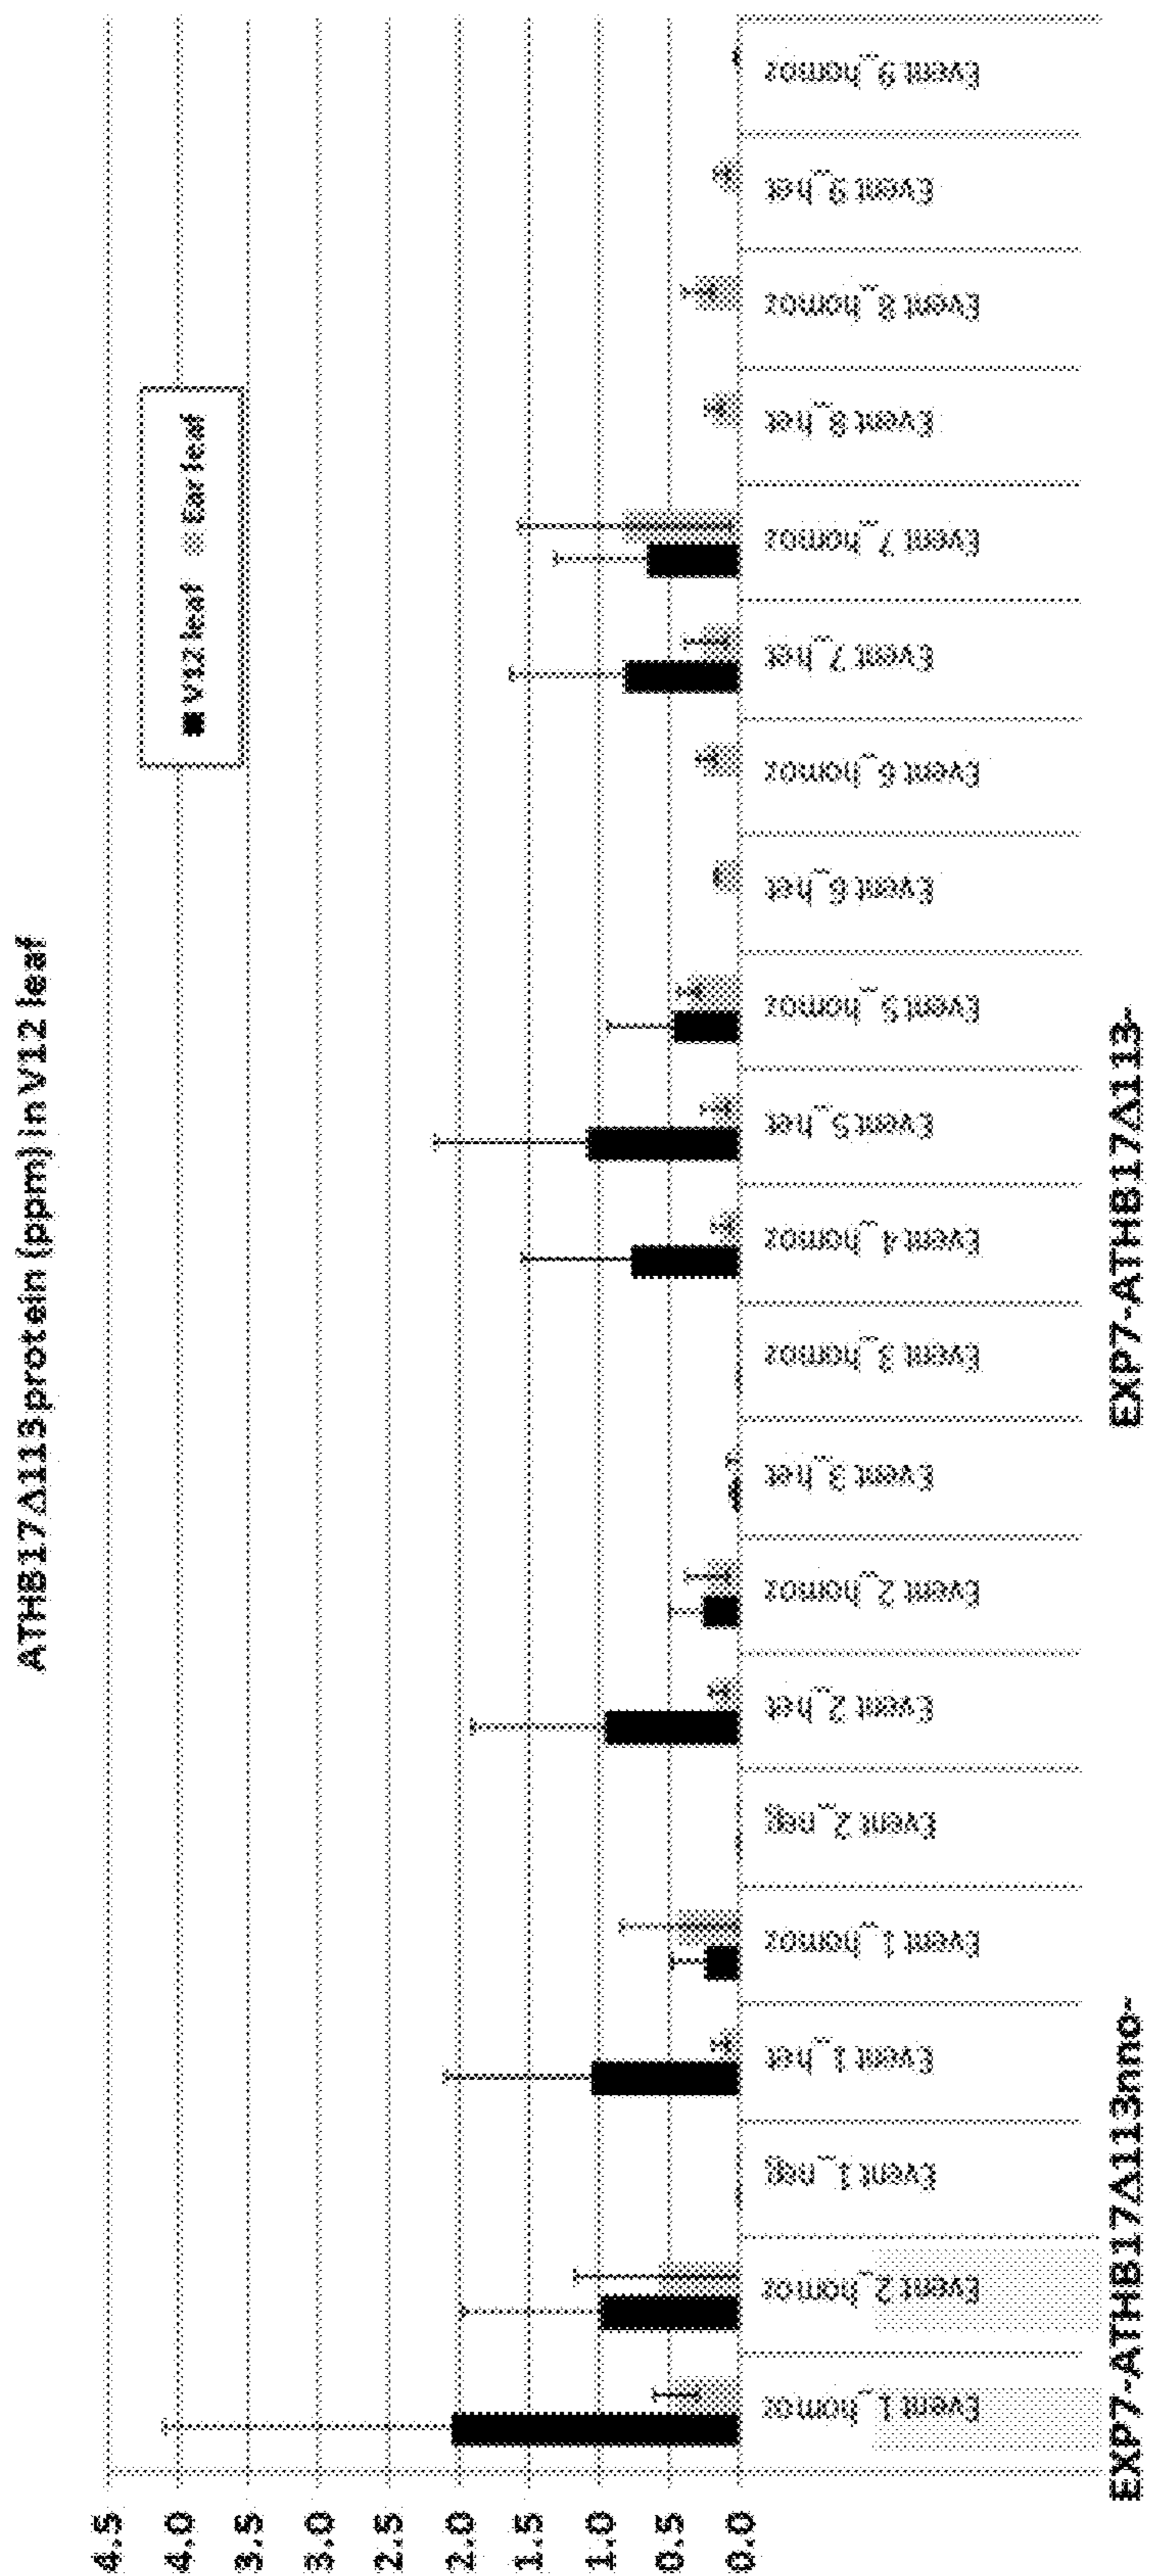 ATHB17Δ113 protein (ppm) in V12 leaf
4.5
4.0
3.5
3.0
2.5
2.0
1.5
1.0
0.5
0.0
V12 leaf
Ear leaf
Event 1_homoz
Event 2_homoz
Event 1_neg
Event 1_het
Event 1_homoz
Event 2_neg
Event 2_het
Event 2_homoz
Event 3_het
Event 3_homoz
Event 4_homoz
Event 5_het
Event 5_homoz
Event 6_het
Event 6_homoz
Event 7_het
Event 7_homoz
Event 8_het
Event 8_homoz
Event 9_het
Event 9_homoz
EXP7-ATHB17Δ113nno-
EXP7-ATHB17Δ113-